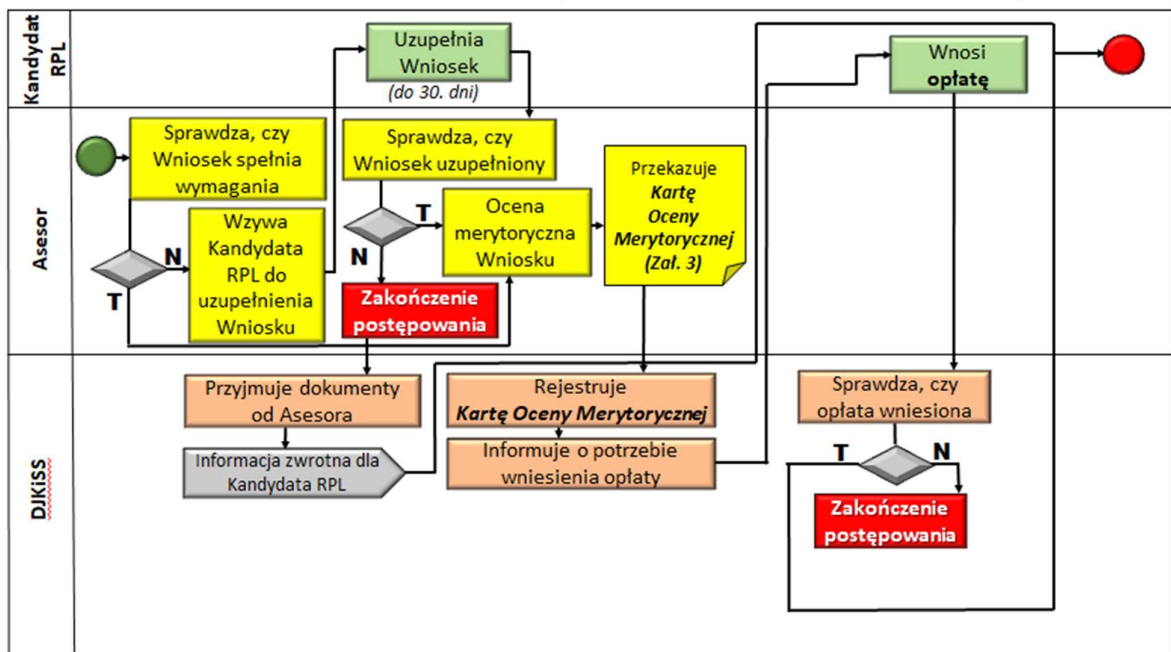 Kandydat
RPL
Uzupełnia
Wniosek
(do 30. dni)
Wnosi
opłatę
Asesor
Sprawdza, czy
Wniosek spełnia
wymagania
N
T
Wzywa
Kandydata
RPL do
uzupełnienia
Wniosku
Sprawdza, czy
Wniosek uzupełniony
T
N
Zakończenie
postępowania
Ocena
merytoryczna
Wniosku
Przekazuje
Kartę
Oceny
Merytorycznej
(Zał. 3)
DJKiSS
Przyjmuje dokumenty
od Asesora
Informacja zwrotna dla
Kandydata RPL
Rejestruje
Kartę Oceny Merytorycznej
Informuje o potrzebie
wniesienia opłaty
Sprawdza, czy
opłata wniesiona
T
N
Zakończenie
postępowania